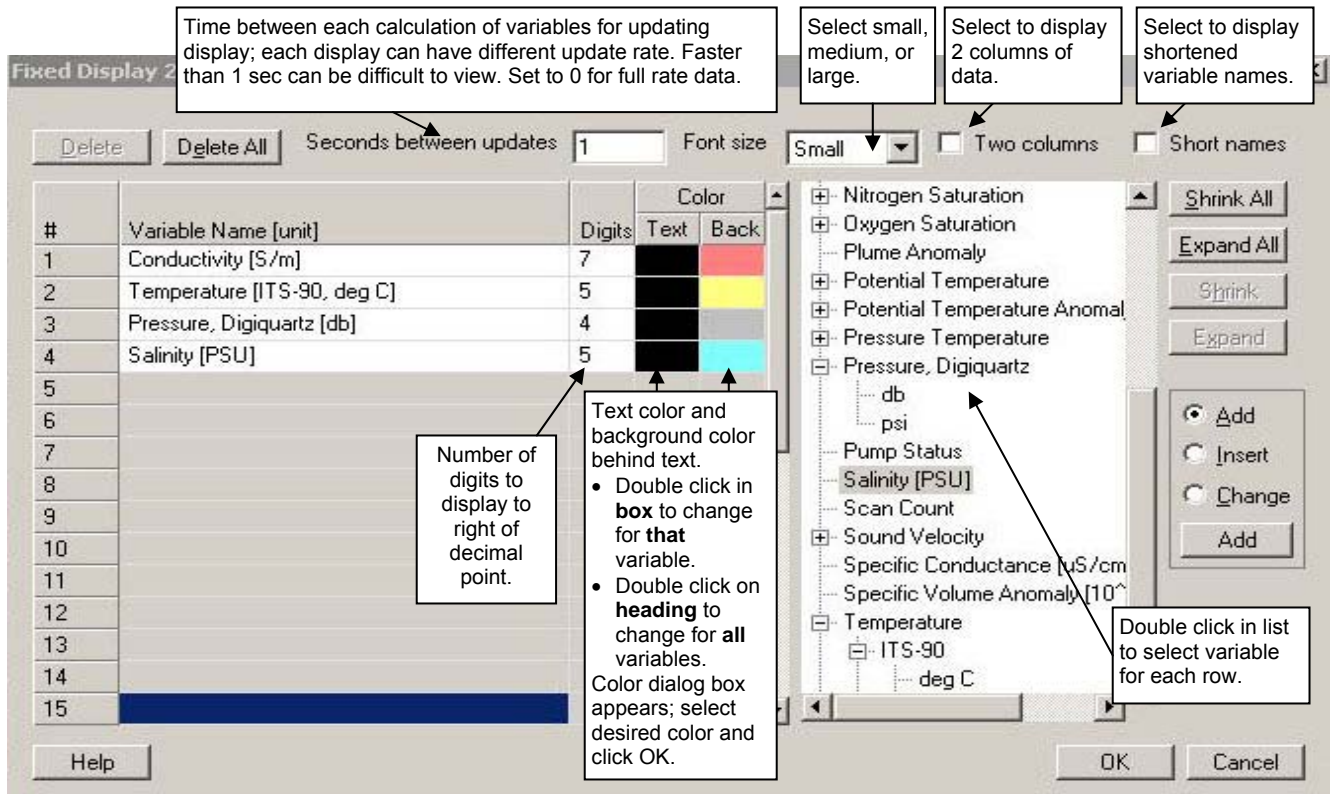 Time between each calculation of variables for updating
display; each display can have different update rate. Faster
than 1 sec can be difficult to view. Set to 0 for full rate data.
Select small,
medium, or
large.
Select to display
2 columns of
data.
Select to display
shortened
variable names.
Fixed Display 2
Delete
Delete All
Seconds between updates
1
Font size
Small
Two columns
Short names
# Variable Name [unit] Digits Color
Text Back
1 Conductivity [S/m] 7
2 Temperature [ITS-90, deg C] 5
3 Pressure, Digiquartz [db] 4
4 Salinity [PSU] 5
5
6
7
8
9
10
11
12
13
14
15
Number of
digits to
display to
right of
decimal
point.
Text color and
background color
behind text.
• Double click in
box to change
for that
variable.
• Double click on
heading to
change for all
variables.
Color dialog box
appears; select
desired color and
click OK.
Nitrogen Saturation
Oxygen Saturation
Plume Anomaly
Potential Temperature
Potential Temperature Anomal
Pressure Temperature
Pressure, Digiquartz
db
psi
Pump Status
Salinity [PSU]
Scan Count
Sound Velocity
Specific Conductance [uS/cm
Specific Volume Anomaly [10^
Temperature
ITS-90
deg C
Double click in list
to select variable
for each row.
Shrink All
Expand All
Shrink
Expand
Add
Insert
Change
Add
Help
OK
Cancel